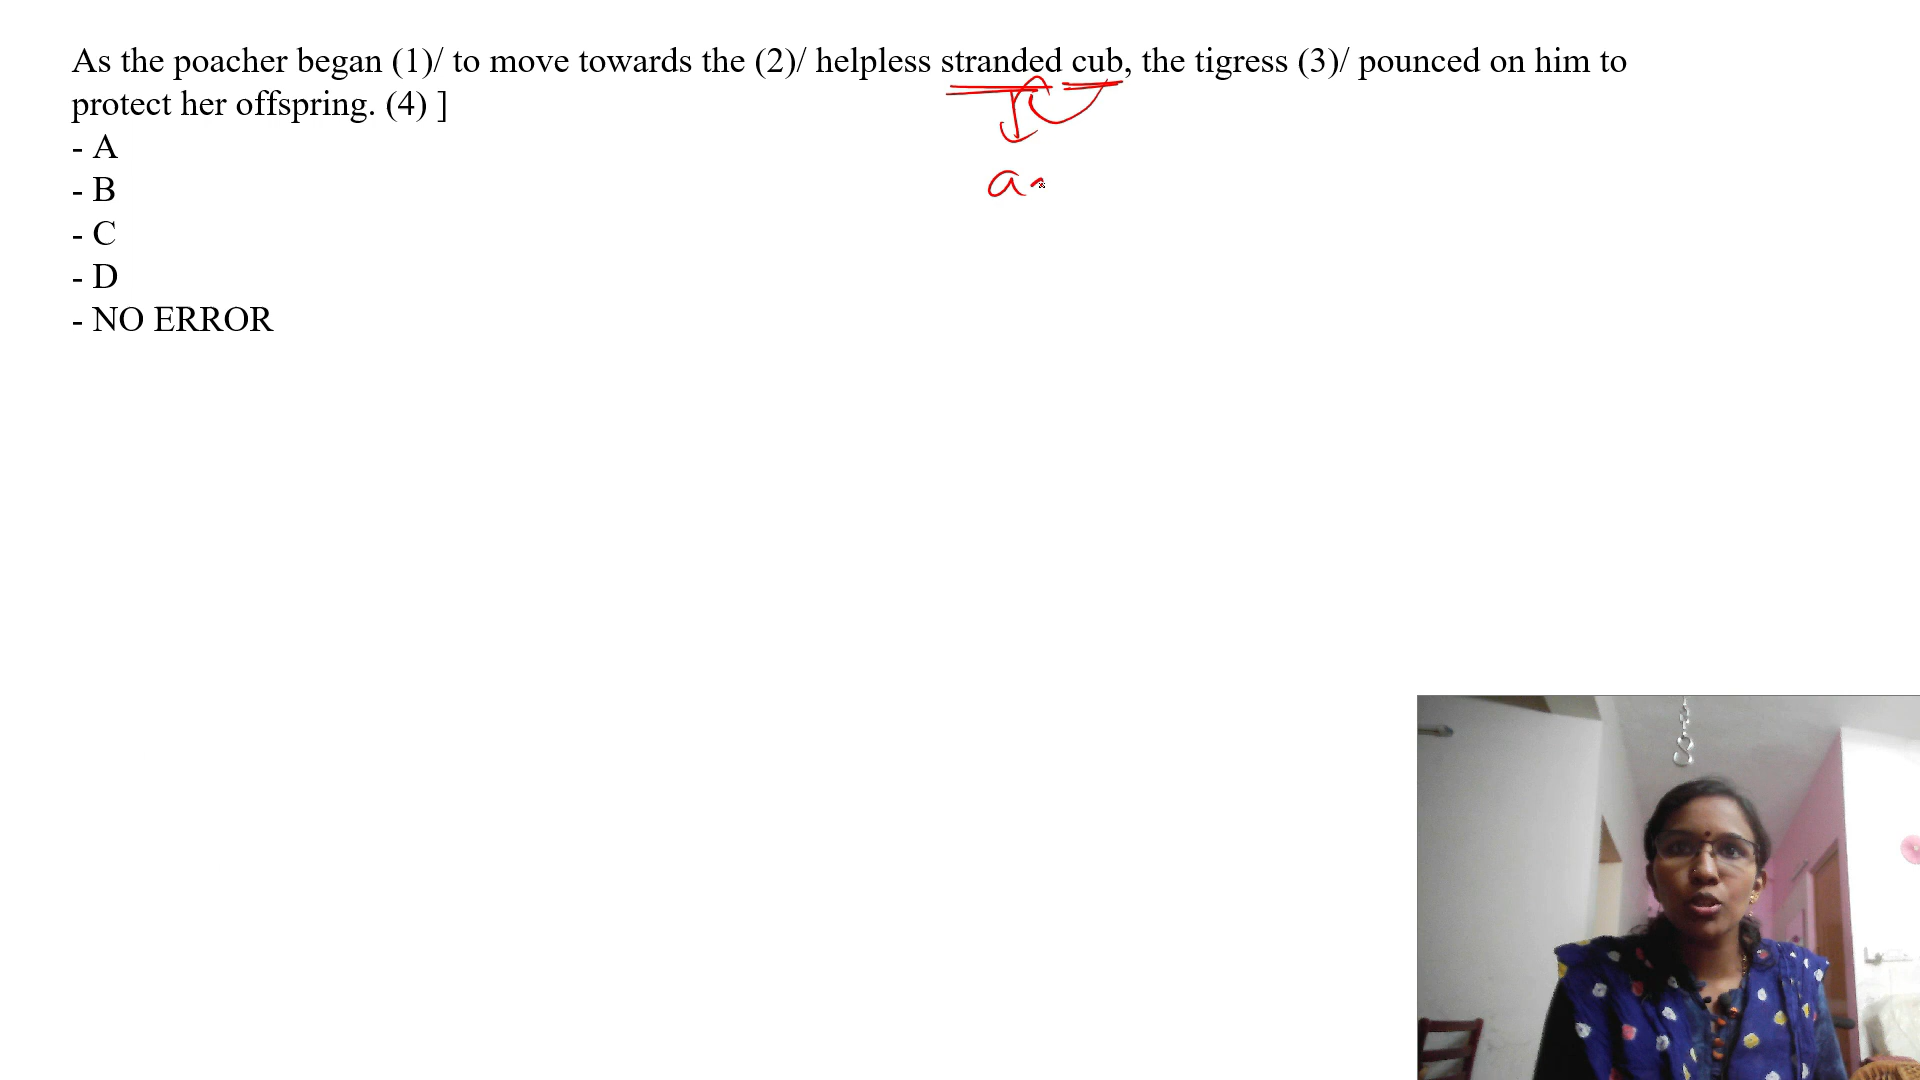 As the poacher began (1)/ to move towards the (2)/ helpless stranded cub, the tigress (3)/ pounced on him to
protect her offspring. (4) ]
- A
- B
- C
- D
- NO ERROR